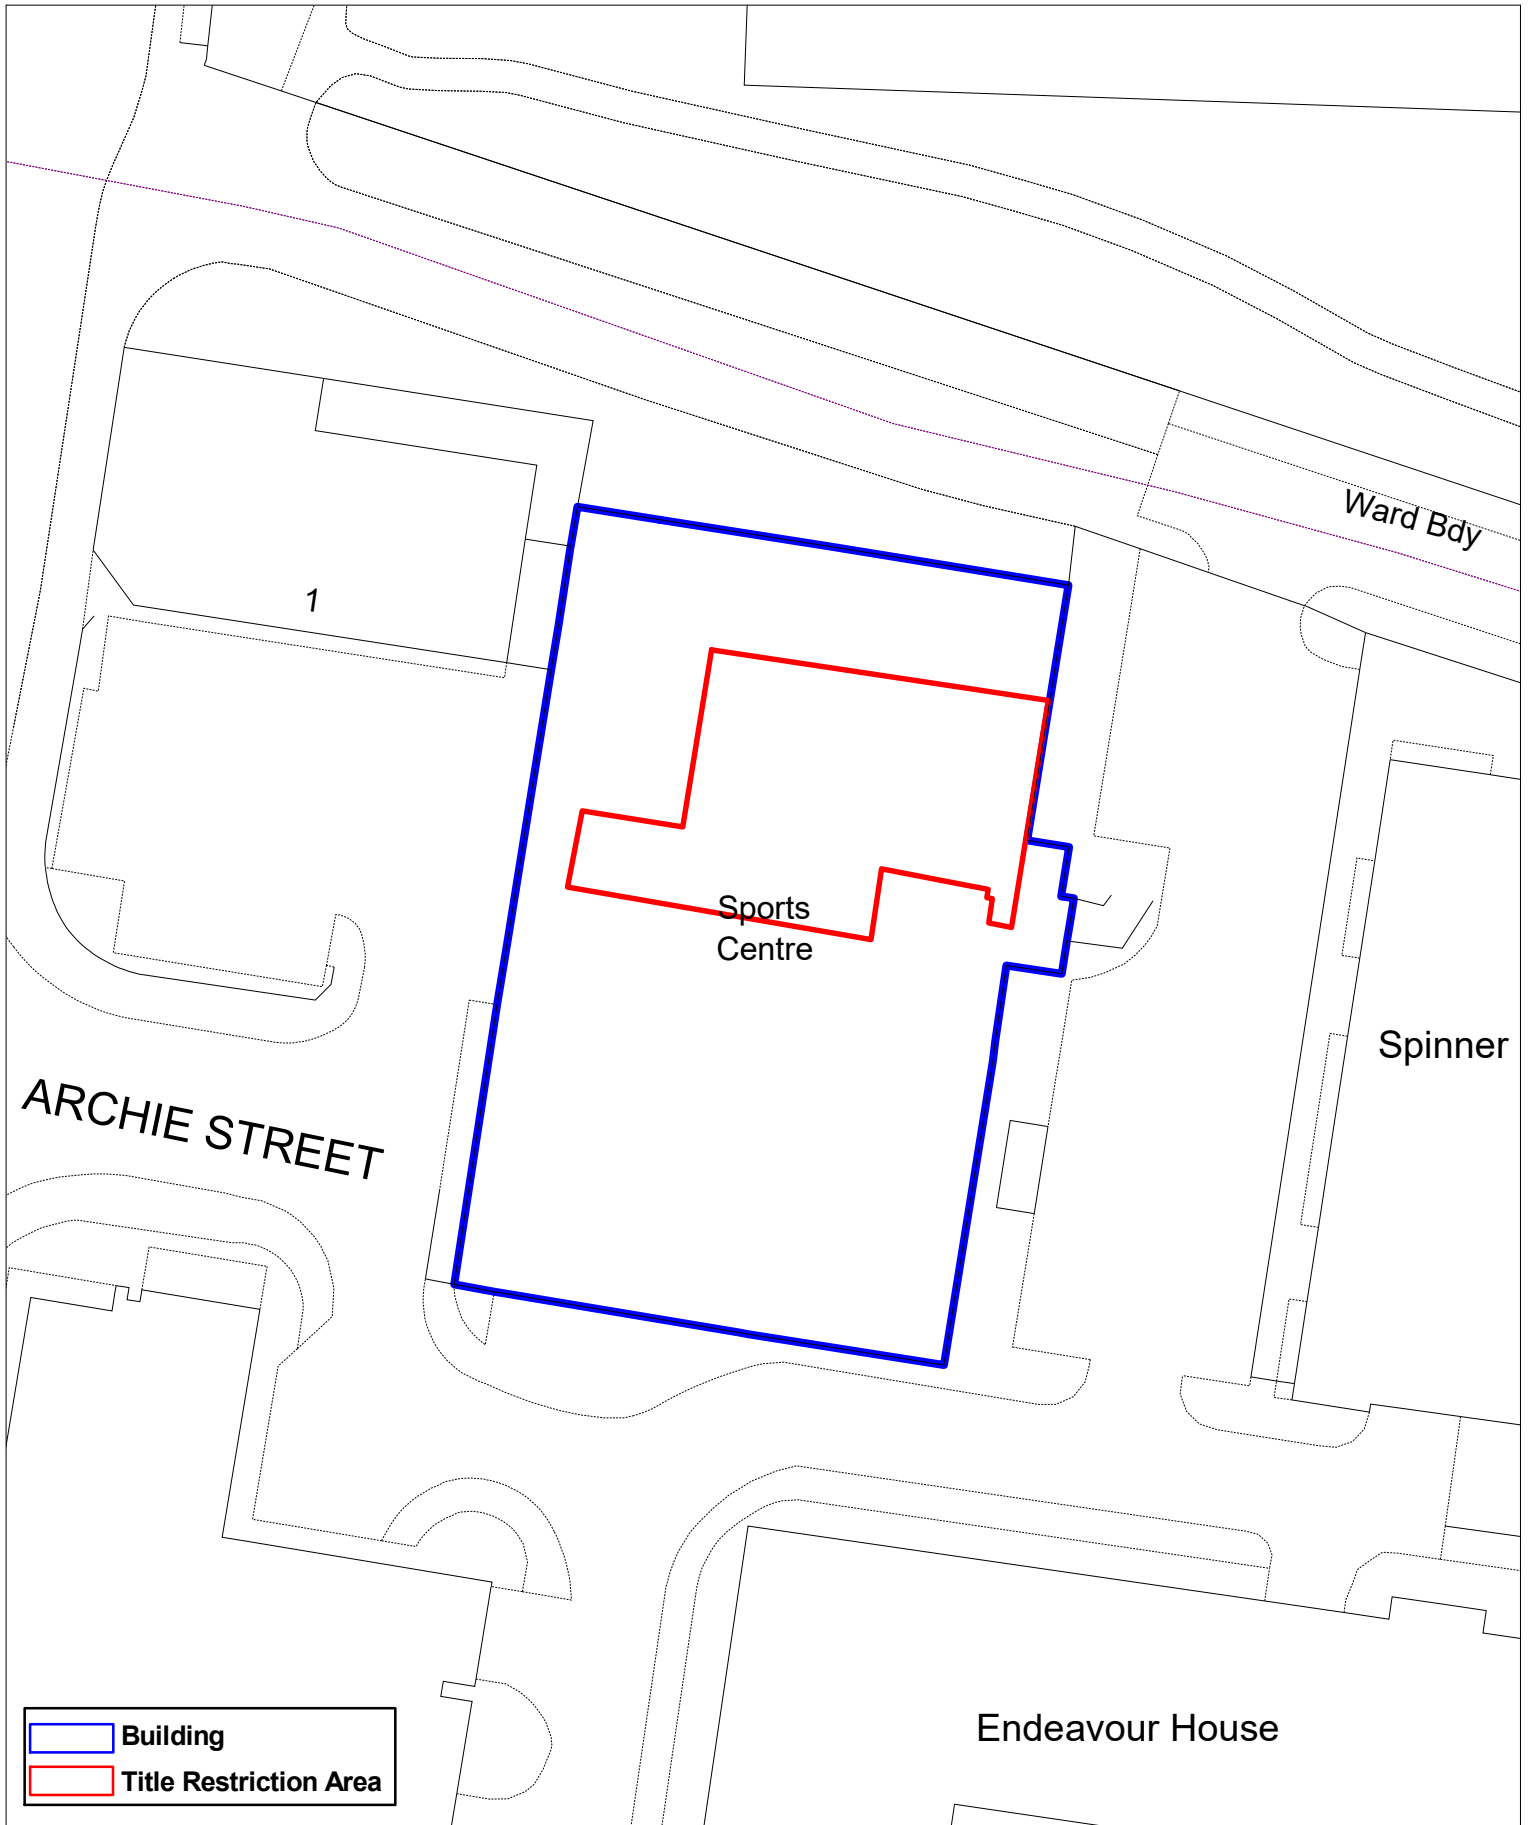 Ward Bdy
1
Sports
Centre
Spinner
ARCHIE STREET
Endeavour House
Building
Title Restriction Area